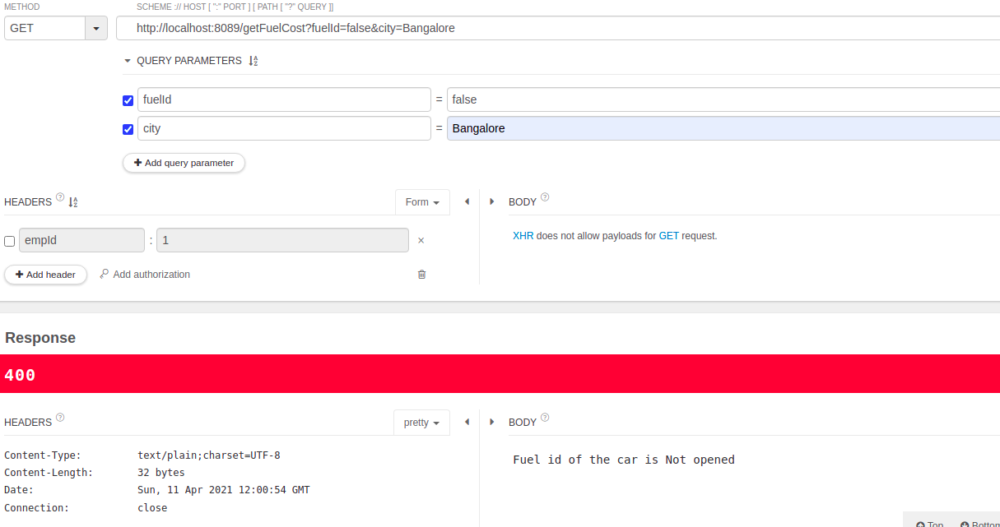 METHOD
SCHEME :// HOST [ ":" PORT ] [ PATH [ "?" QUERY ]]
GET
http://localhost:8089/getFuelCost?fuelId=false&city=Bangalore
QUERY PARAMETERS
fuelId = false
city = Bangalore
Add query parameter
HEADERS ?
Form
BODY ?
empId : 1 ×
XHR does not allow payloads for GET request.
Add header Add authorization
Response
400
HEADERS ?
pretty
BODY ?
Content-Type: text/plain;charset=UTF-8
Content-Length: 32 bytes
Date: Sun, 11 Apr 2021 12:00:54 GMT
Connection: close
Fuel id of the car is Not opened
Top Bottom